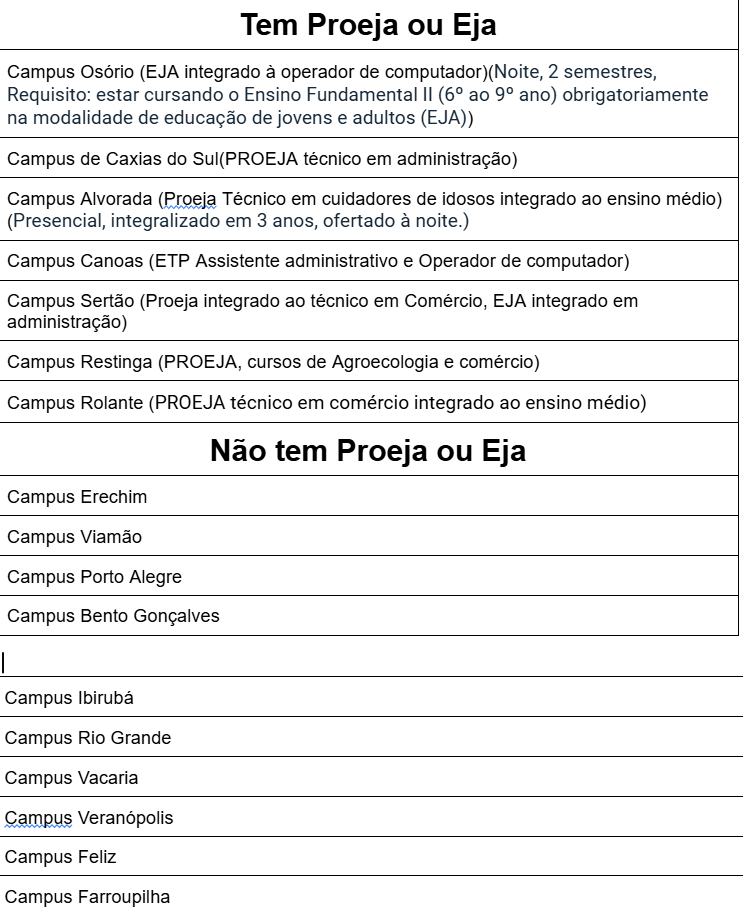 Tem Proeja ou Eja
Campus Osório (EJA integrado à operador de computador)(Noite, 2 semestres,
Requisito: estar cursando o Ensino Fundamental II (6º ao 9º ano) obrigatoriamente
na modalidade de educação de jovens e adultos (EJA))
Campus de Caxias do Sul(PROEJA técnico em administração)
Campus Alvorada (Proeja Técnico em cuidadores de idosos integrado ao ensino médio)
(Presencial, integralizado em 3 anos, ofertado à noite.)
Campus Canoas (ETP Assistente administrativo e Operador de computador)
Campus Sertão (Proeja integrado ao técnico em Comércio, EJA integrado em
administração)
Campus Restinga (PROEJA, cursos de Agroecologia e comércio)
Campus Rolante (PROEJA técnico em comércio integrado ao ensino médio)
Não tem Proeja ou Eja
Campus Erechim
Campus Viamão
Campus Porto Alegre
Campus Bento Gonçalves
Campus Ibirubá
Campus Rio Grande
Campus Vacaria
Campus Veranópolis
Campus Feliz
Campus Farroupilha